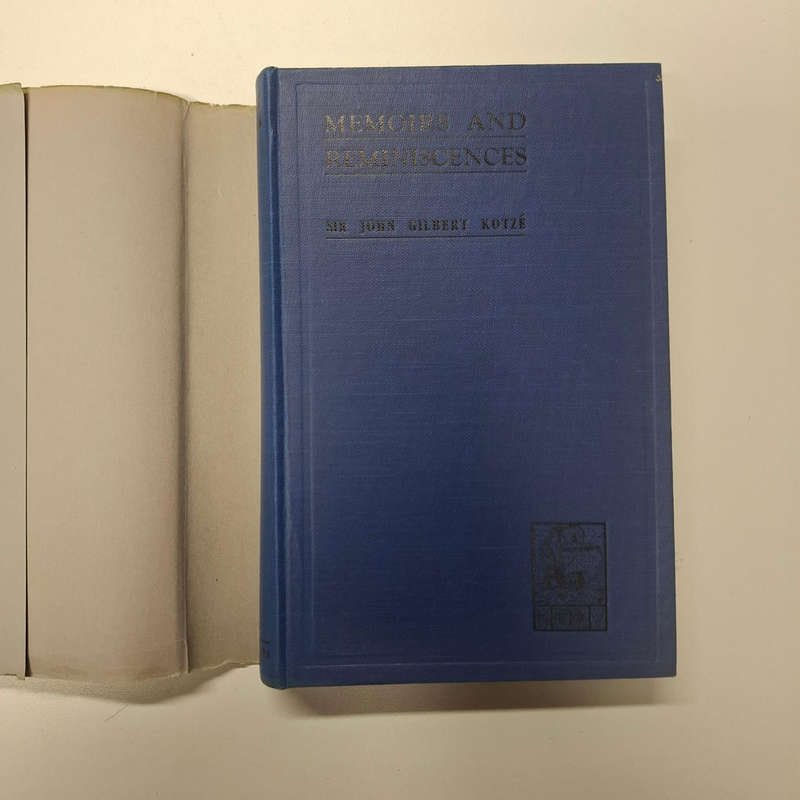 MEMOIRS AND
REMINISCENCES
SIR JOHN GILBERT KOTZÉ